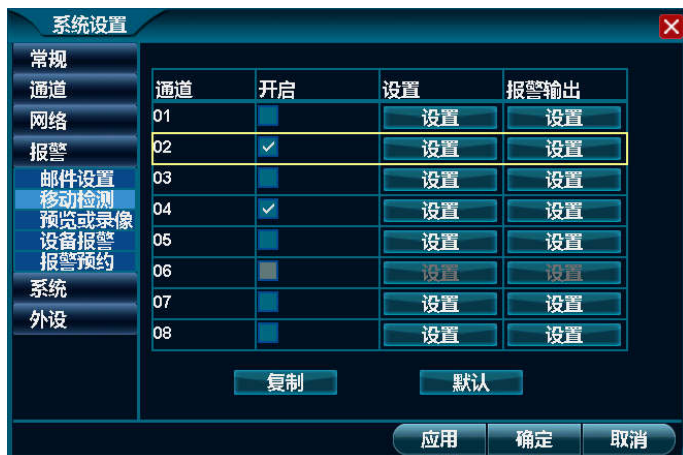 系统设置
常规
通道
网络
报警
邮件设置
移动检测
预览或录像
设备报警
报警预约
系统
外设
通道 开启 设置 报警输出
01 设置 设置
02 设置 设置
03 设置 设置
04 设置 设置
05 设置 设置
06 设置 设置
07 设置 设置
08 设置 设置
复制 默认
应用 确定 取消